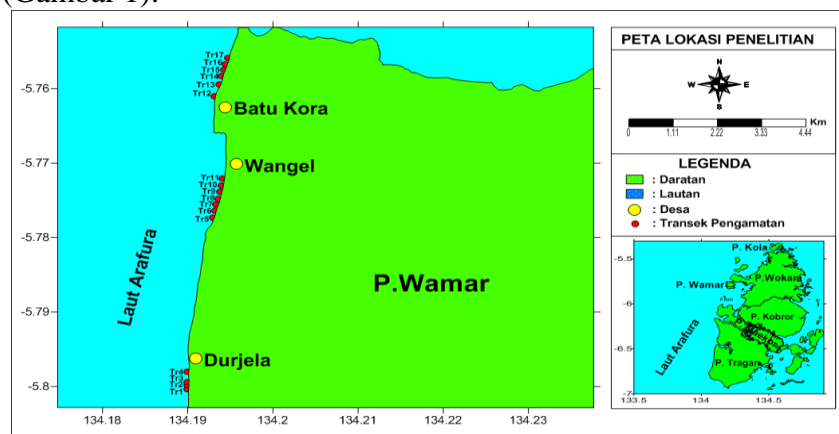 (Gambar 1).
Tr17
Tr16
Tr15
Tr14
Tr13
Tr12
Batu Kora
Wangel
Tr11
Tr10
Tr9
Tr8
Tr7
Tr6
Tr5
P.Wamar
Laut Arafura
Durjela
Tr4
Tr3
Tr2
Tr1
-5.76
-5.77
-5.78
-5.79
-5.8
134.18 134.19 134.2 134.21 134.22 134.23
PETA LOKASI PENELITIAN
N
W E
S
Km
0 1.11 2.22 3.33 4.44
LEGENDA
: Daratan
: Lautan
: Desa
: Transek Pengamatan
P. Kola
P.Wokam
P. Wamar
P. Kobror
P. Tragan
Laut Arafura
-5.5
-6
-6.5
-7
133.5 134 134.5